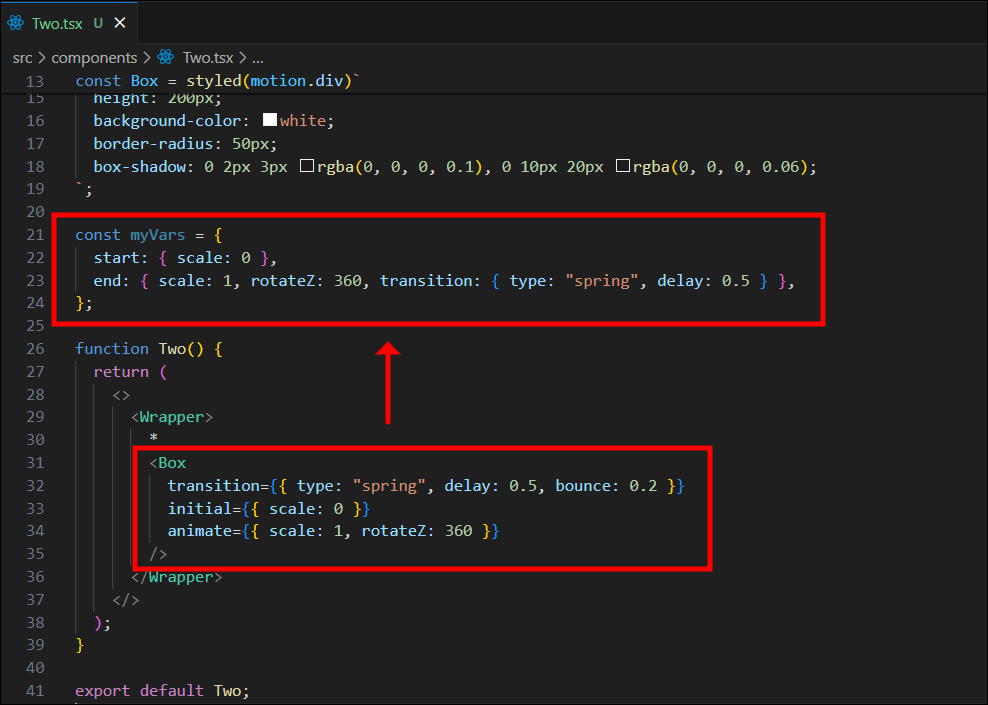 Two.tsx U ×
src > components > Two.tsx > ...
13 const Box = styled(motion.div)`
15 height: 200px;
16 background-color: white;
17 border-radius: 50px;
18 box-shadow: 0 2px 3px rgba(0, 0, 0, 0.1), 0 10px 20px rgba(0, 0, 0, 0.06);
19 `;
20
21 const myVars = {
22 start: { scale: 0 },
23 end: { scale: 1, rotateZ: 360, transition: { type: "spring", delay: 0.5 } },
24 };
25
26 function Two() {
27 return (
28 <>
29 <Wrapper>
30 *
31 <Box
32 transition={{ type: "spring", delay: 0.5, bounce: 0.2 }}
33 initial={{ scale: 0 }}
34 animate={{ scale: 1, rotateZ: 360 }}
35 />
36 </Wrapper>
37 </>
38 );
39 }
40
41 export default Two;